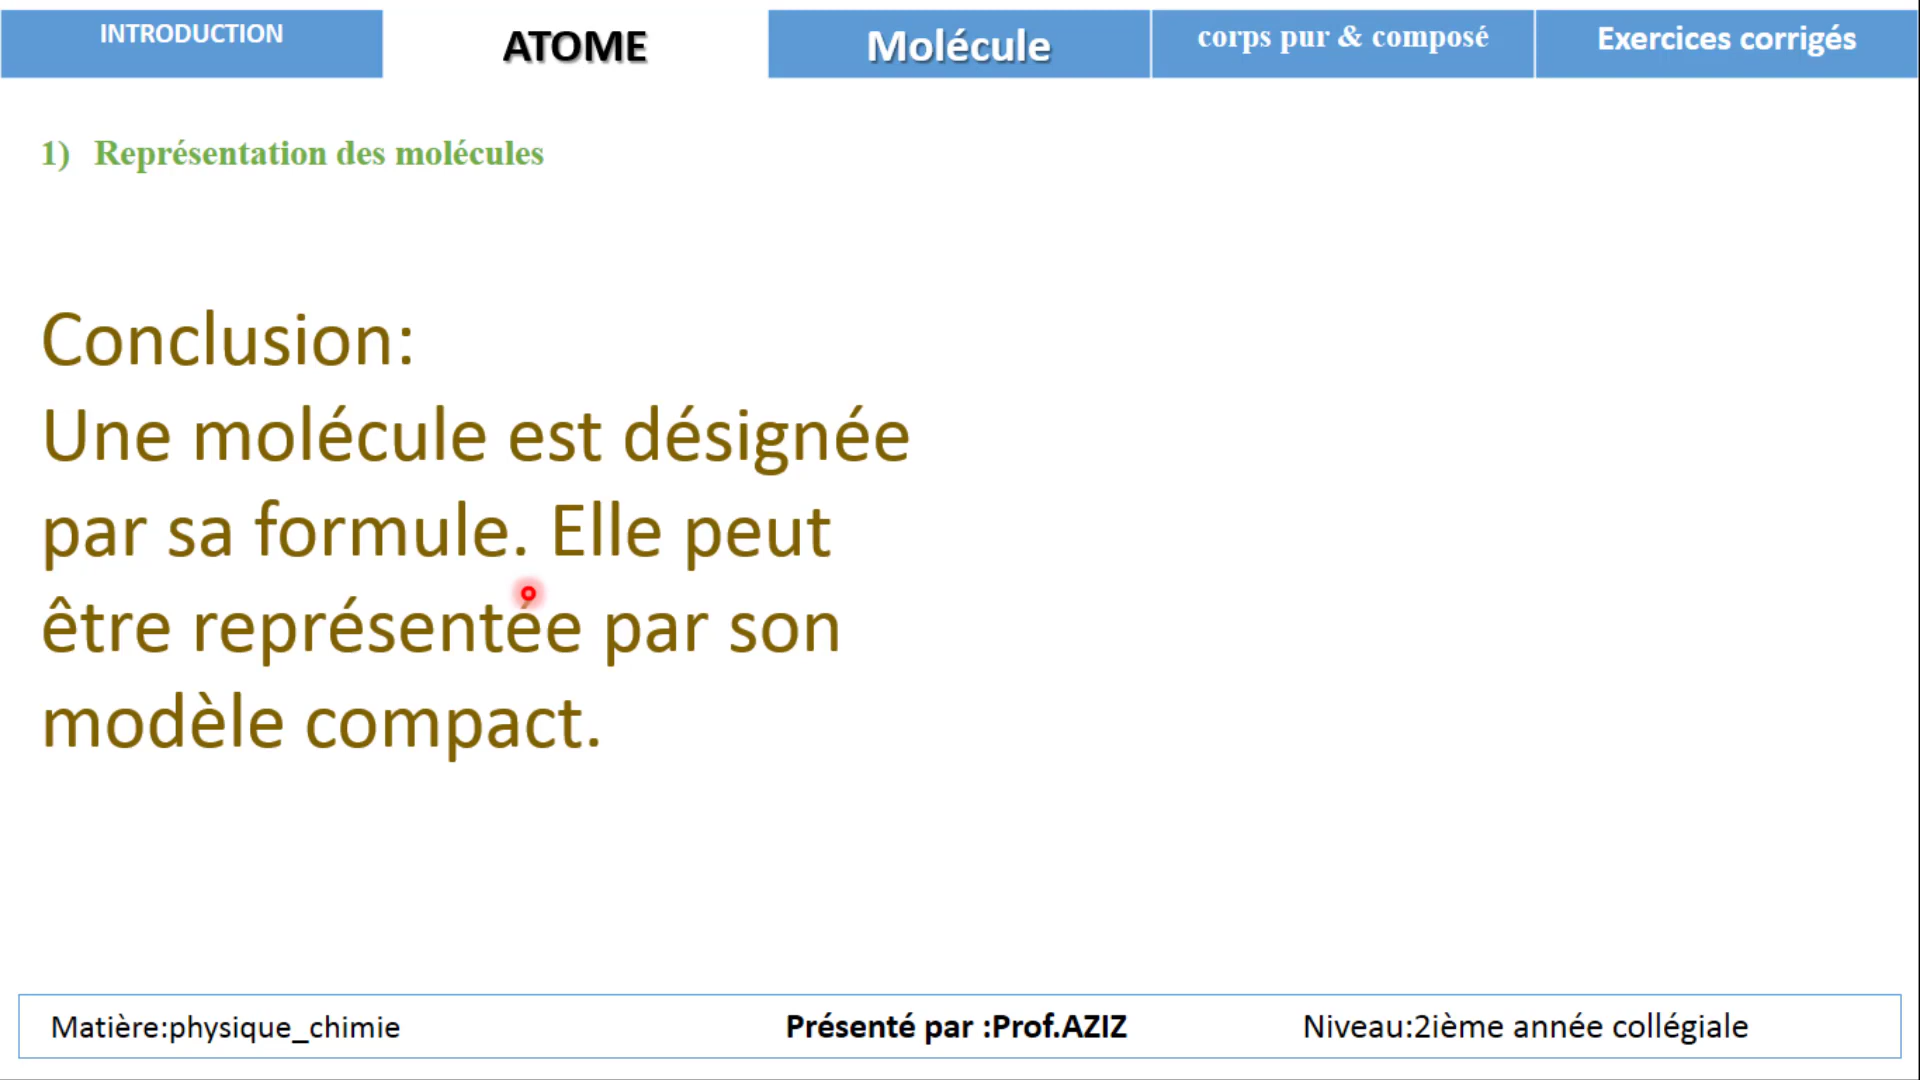 INTRODUCTION
ATOME
Molécule
corps pur & composé
Exercices corrigés
1) Représentation des molécules
Conclusion:
Une molécule est désignée
par sa formule. Elle peut
être représentée par son
modèle compact.
Matière:physique_chimie
Présenté par :Prof.AZIZ
Niveau:2ième année collégiale